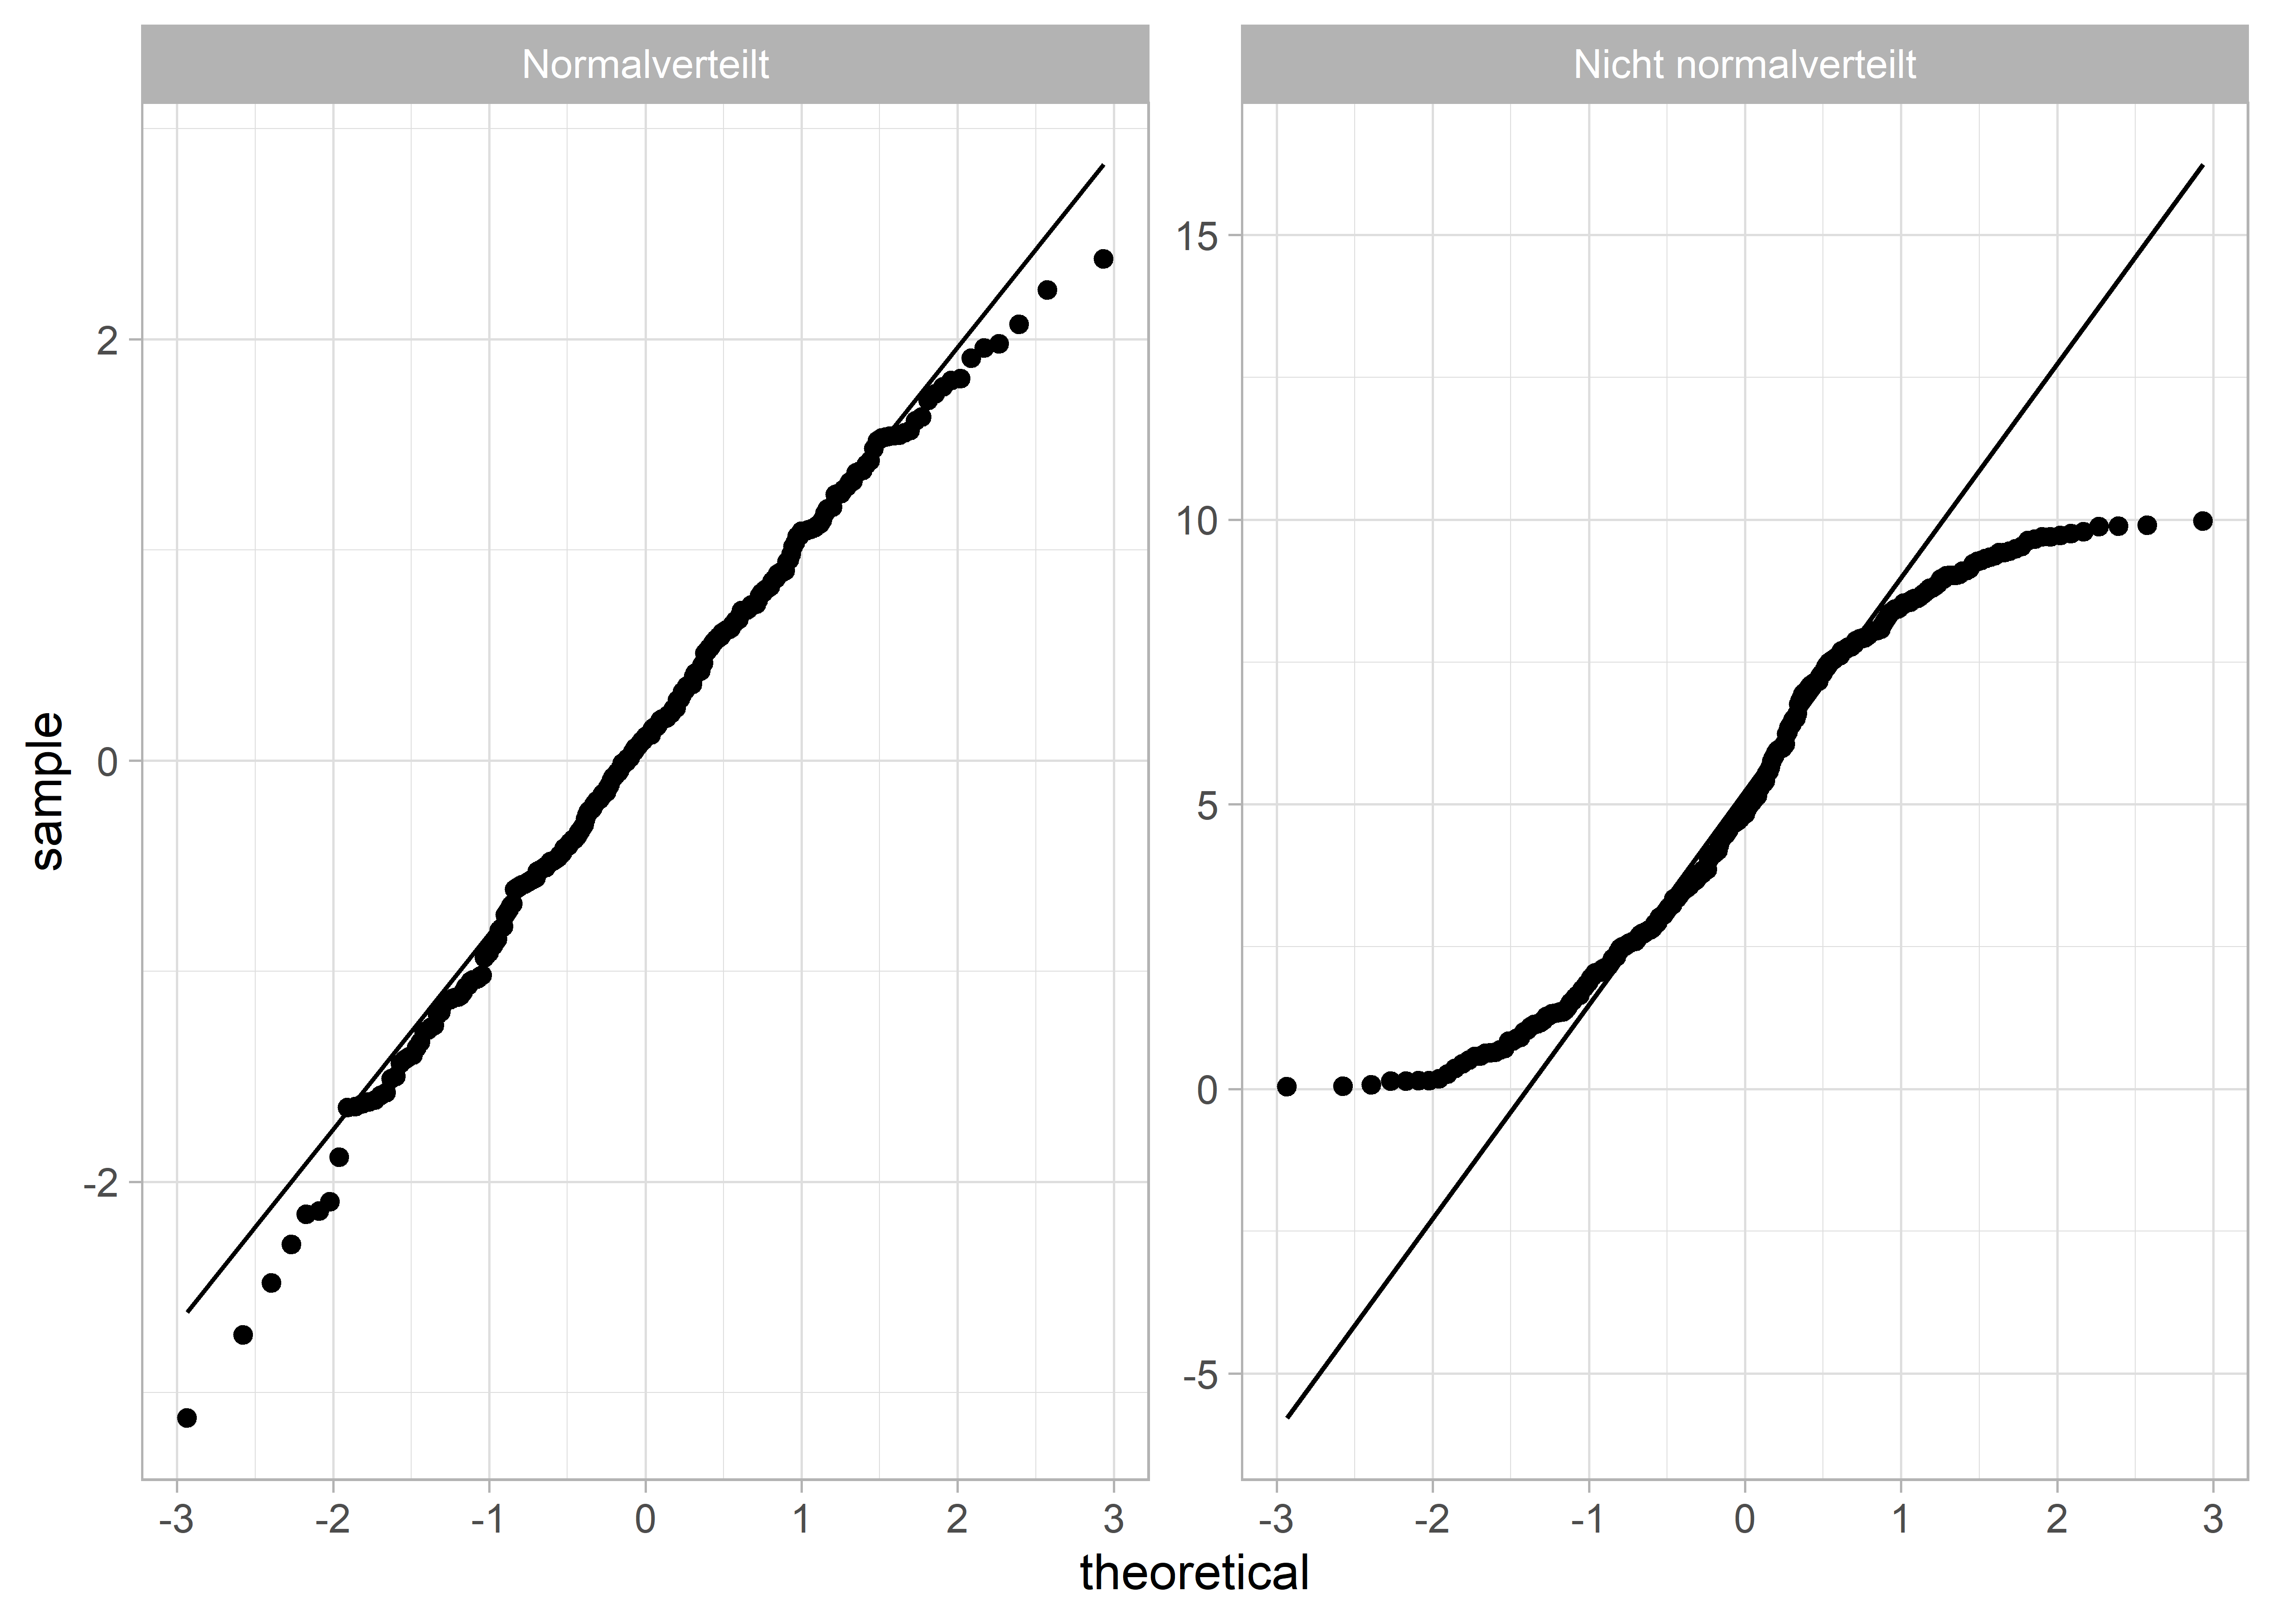 Normalverteilt
Nicht normalverteilt
sample
2
0
-2
15
10
5
0
-5
-3 -2 -1 0 1 2 3
-3 -2 -1 0 1 2 3
theoretical